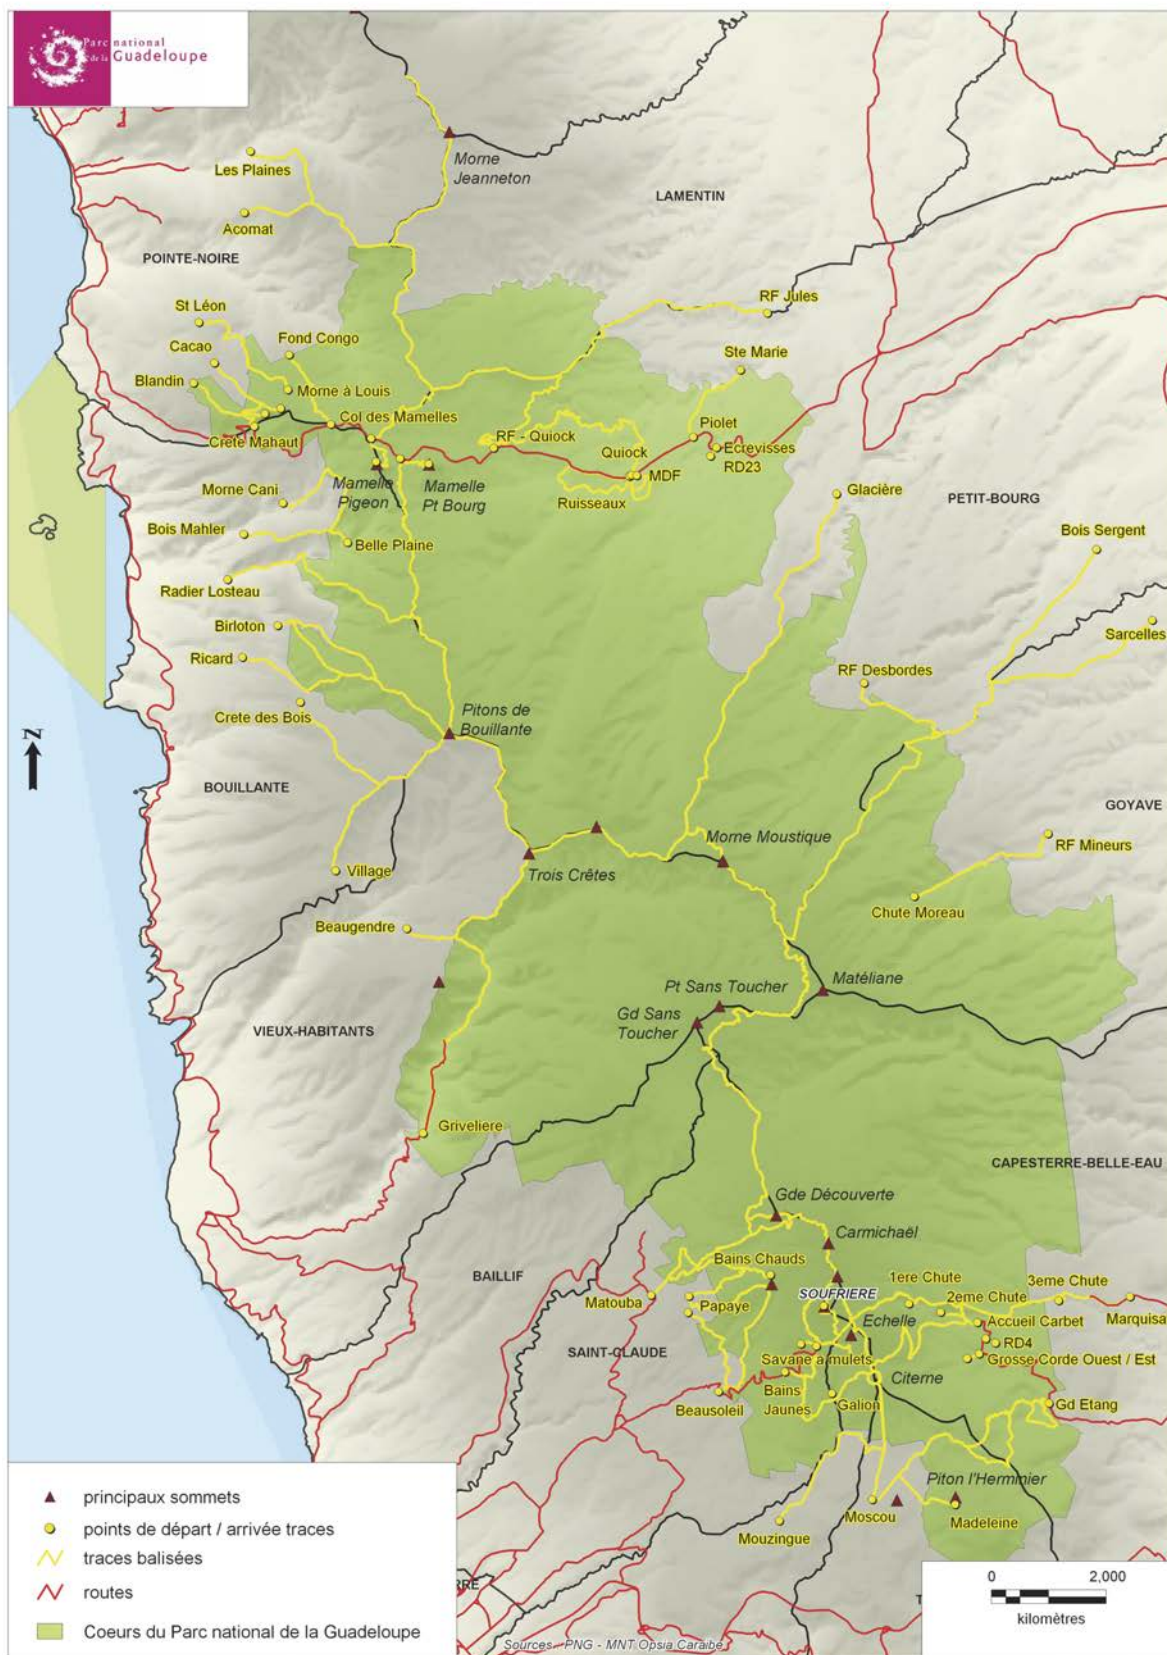 Parc national
de la Guadeloupe
Morne
Jeanneton
Les Plaines
LAMENTIN
Acomat
POINTE-NOIRE
RF Jules
St Léon
Fond Congo
Cacao
Ste Marie
Blandin
Morne à Louis
Col des Mamelles
Piolet
Crete Mahaut
RF - Quiock
Ecrevisses
Quiock
RD23
MDF
Mamelle
Pigeon
Mamelle
Pt Bourg
Morne Cani
Ruisseaux
Glacière
PETIT-BOURG
Bois Mahler
Bois Sergent
Belle Plaine
Radier Losteau
Birloton
Sarcelles
Ricard
RF Desbordes
Crete des Bois
Pitons de
Bouillante
N
BOUILLANTE
GOYAVE
Morne Moustique
RF Mineurs
Village
Trois Crêtes
Chute Moreau
Beaugendre
Matéliane
Pt Sans Toucher
Gd Sans
Toucher
VIEUX-HABITANTS
Griveliere
CAPESTERRE-BELLE-EAU
Gde Découverte
Carmichaël
Bains Chauds
BAILLIF
1ere Chute
3eme Chute
SOUFRIERE
2eme Chute
Matouba
Papaye
Marquisa
Echelle
Accueil Carbet
RD4
SAINT-CLAUDE
Savane a mulets
Grosse Corde Ouest / Est
Citerne
Bains
Jaunes
Galion
Beausoleil
Gd Etang
Piton l'Herminier
Moscou
Madeleine
Mouzingue
principaux sommets
points de départ / arrivée traces
traces balisées
routes
Coeurs du Parc national de la Guadeloupe
RRE
T
0 2,000
kilomètres
Sources : PNG - MNT Opsia Caraïbe